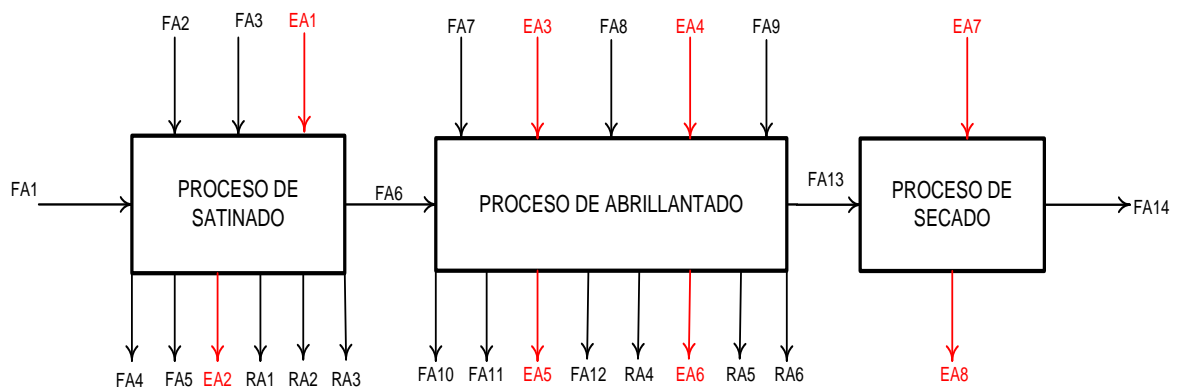 FA2 FA3 EA1 FA7 EA3 FA8 EA4 FA9 EA7
FA1
PROCESO DE
SATINADO
FA6
PROCESO DE ABRILLANTADO
FA13
PROCESO DE
SECADO
FA14
FA4 FA5 EA2 RA1 RA2 RA3 FA10 FA11 EA5 FA12 RA4 EA6 RA5 RA6 EA8